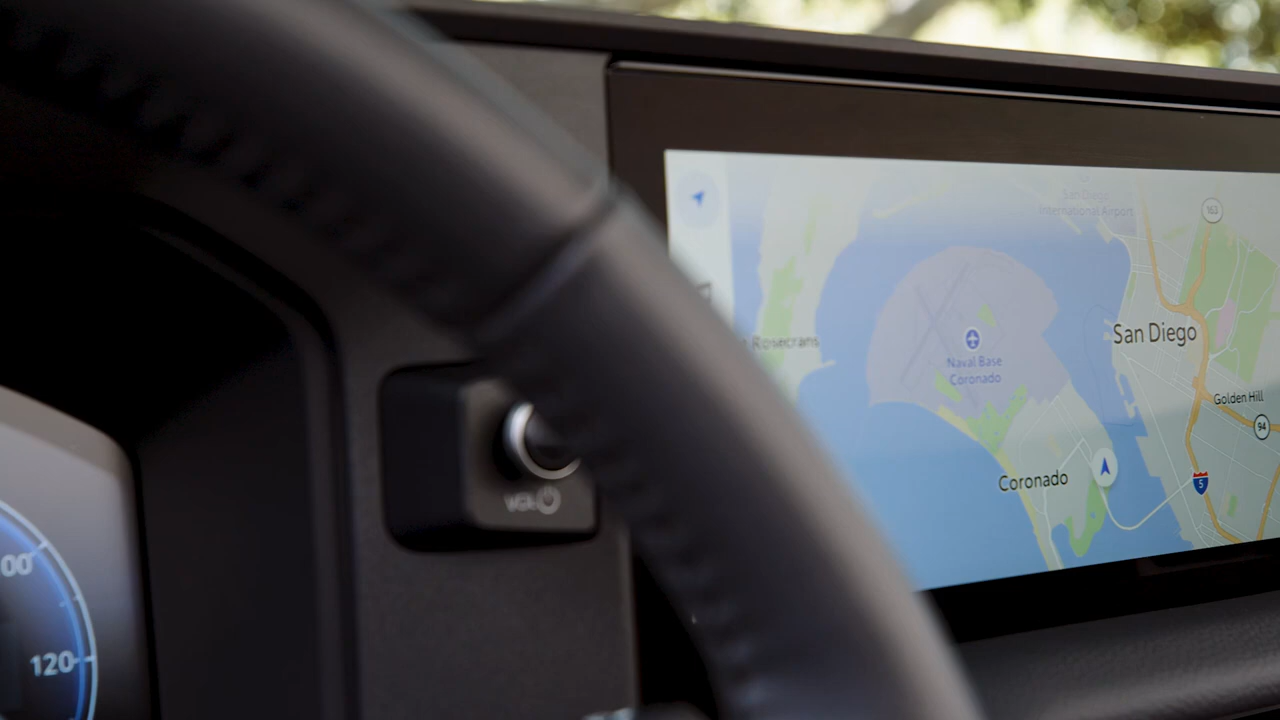 San Diego
International Airport
163
Rosecrans
San Diego
Naval Base
Coronado
Golden Hill
94
Coronado
5
VOL
00
120